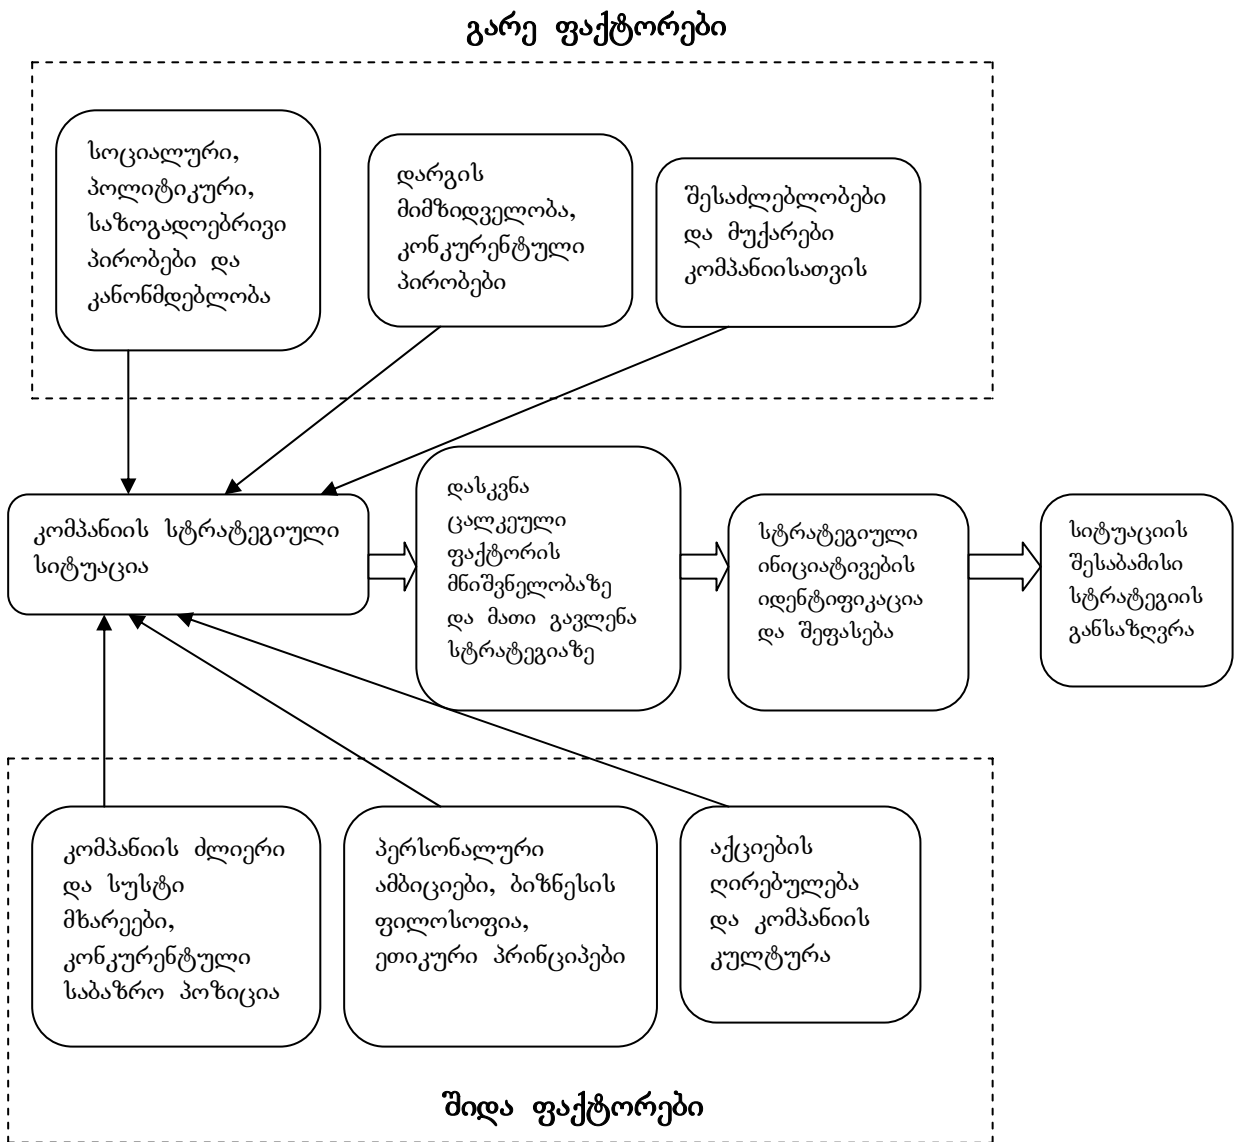 გარე ფაქტორები
სოციალური,
პოლიტიკური,
საზოგადოებრივი
პირობები და
კანონმდებლობა
დარგის
მიმზიდველობა,
კონკურენტული
პირობები
შესაძლებლობები
და მუქარები
კომპანიისათვის
კომპანიის სტრატეგიული
სიტუაცია
დასკვნა
ცალკეული
ფაქტორის
მნიშვნელობაზე
და მათი გავლენა
სტრატეგიაზე
სტრატეგიული
ინიციატივების
იდენტიფიკაცია
და შეფასება
სიტუაციის
შესაბამისი
სტრატეგიის
განსაზღვრა
კომპანიის ძლიერი
და სუსტი
მხარეები,
კონკურენტული
საბაზრო პოზიცია
პერსონალური
ამბიციები, ბიზნესის
ფილოსოფია,
ეთიკური პრინციპები
აქციების
ღირებულება
და კომპანიის
კულტურა
შიდა ფაქტორები